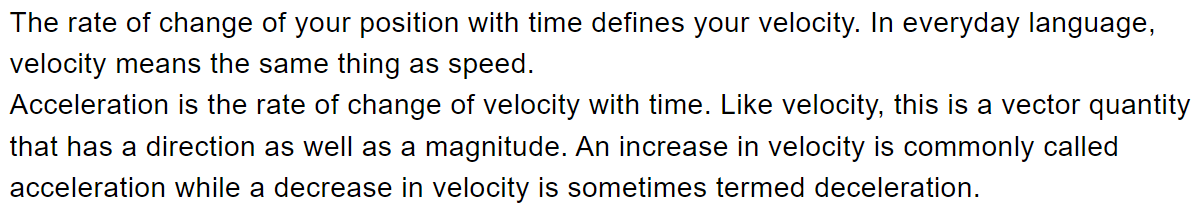 The rate of change of your position with time defines your velocity. In everyday language,
velocity means the same thing as speed.
Acceleration is the rate of change of velocity with time. Like velocity, this is a vector quantity
that has a direction as well as a magnitude. An increase in velocity is commonly called
acceleration while a decrease in velocity is sometimes termed deceleration.